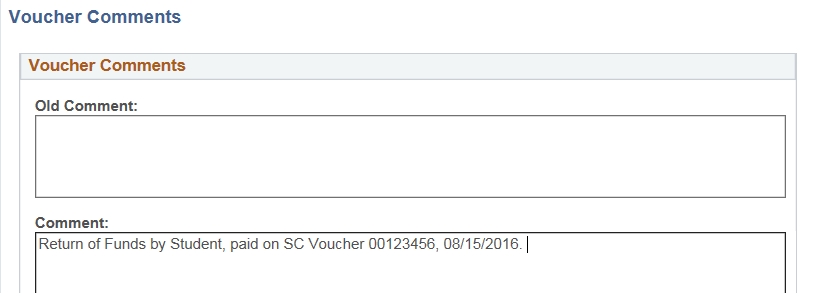 Voucher Comments
Voucher Comments
Old Comment:
Comment:
Return of Funds by Student, paid on SC Voucher 00123456, 08/15/2016.